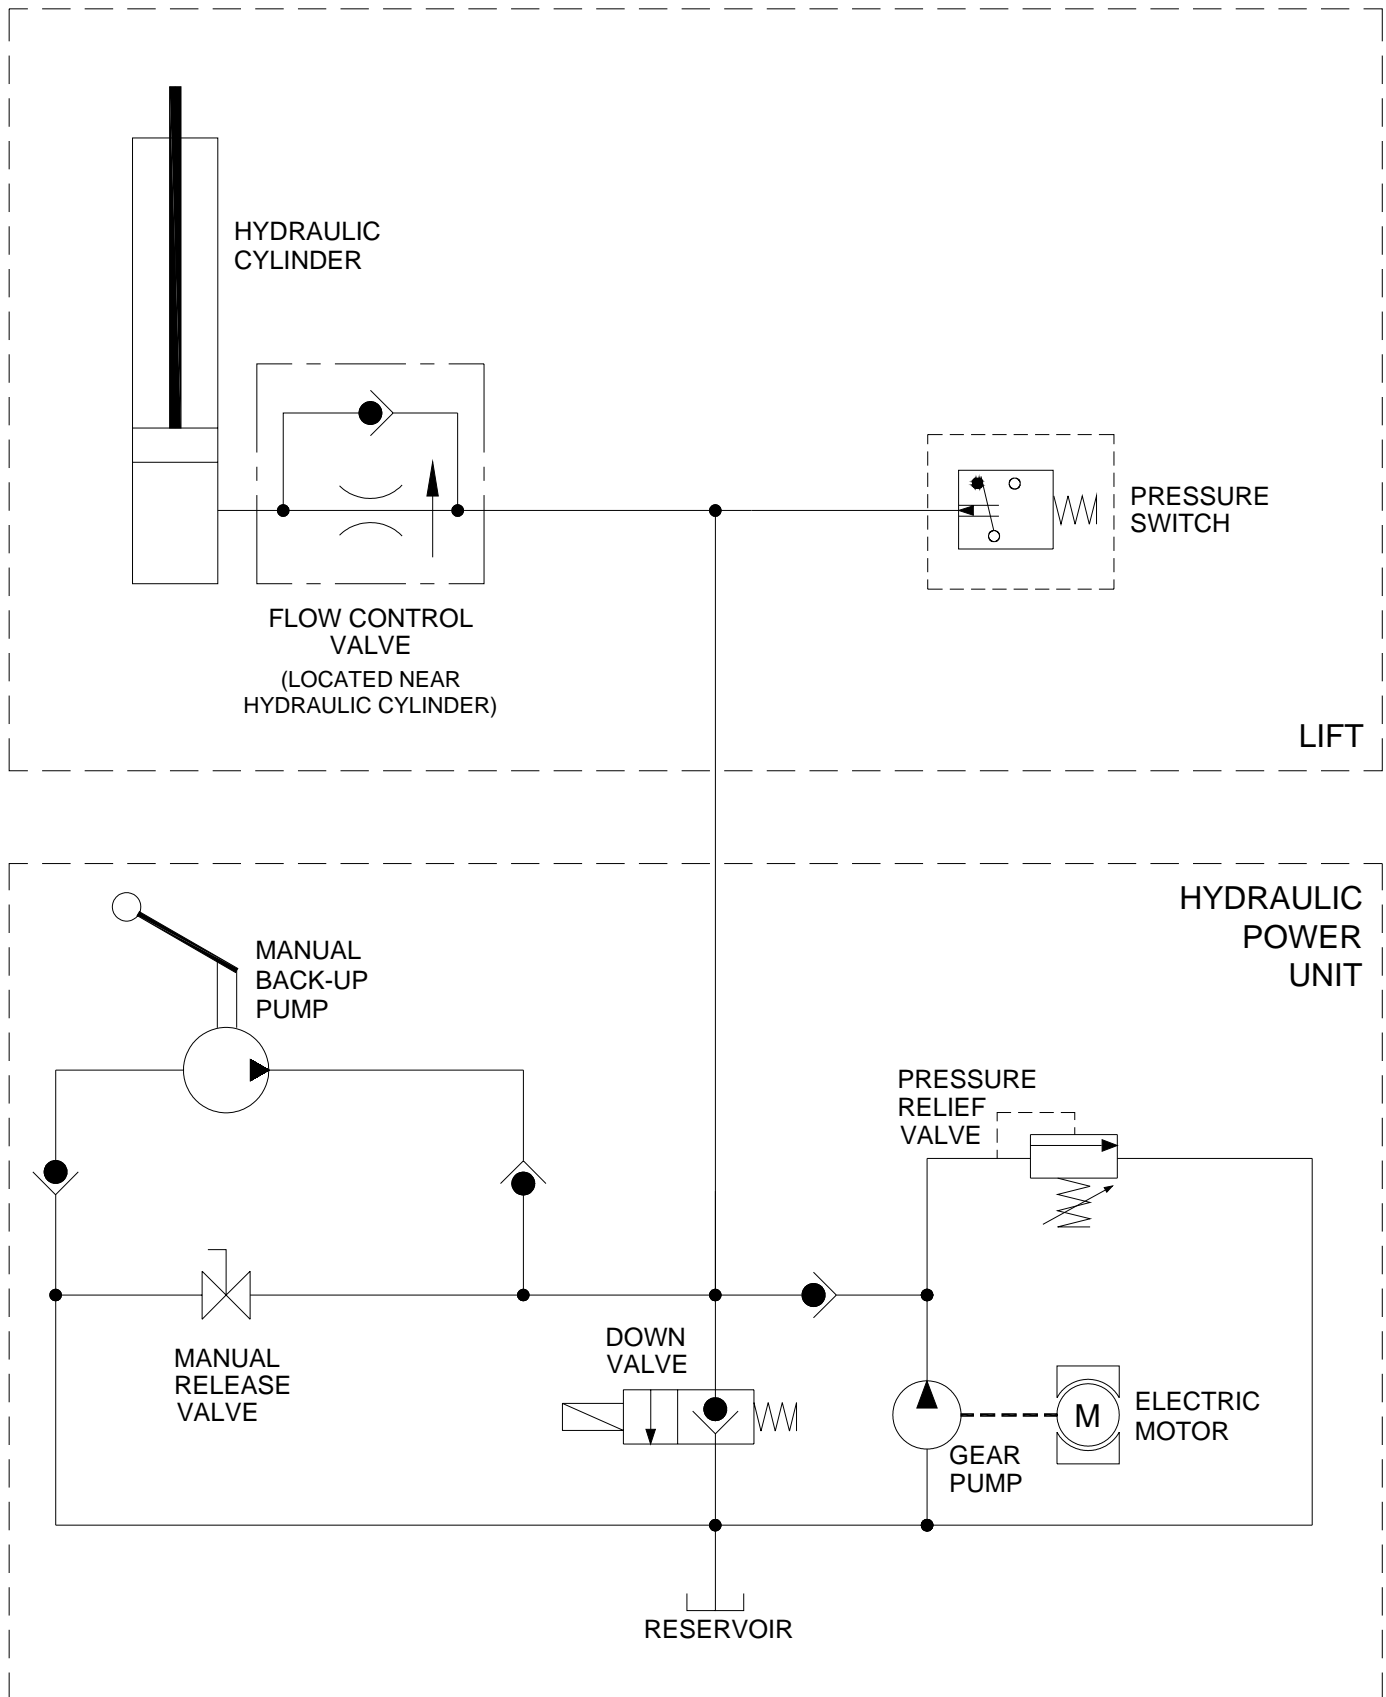 HYDRAULIC
CYLINDER
PRESSURE
SWITCH
FLOW CONTROL
VALVE
(LOCATED NEAR
HYDRAULIC CYLINDER)
LIFT
HYDRAULIC
POWER
UNIT
MANUAL
BACK-UP
PUMP
PRESSURE
RELIEF
VALVE
DOWN
VALVE
MANUAL
RELEASE
VALVE
M
ELECTRIC
MOTOR
GEAR
PUMP
RESERVOIR